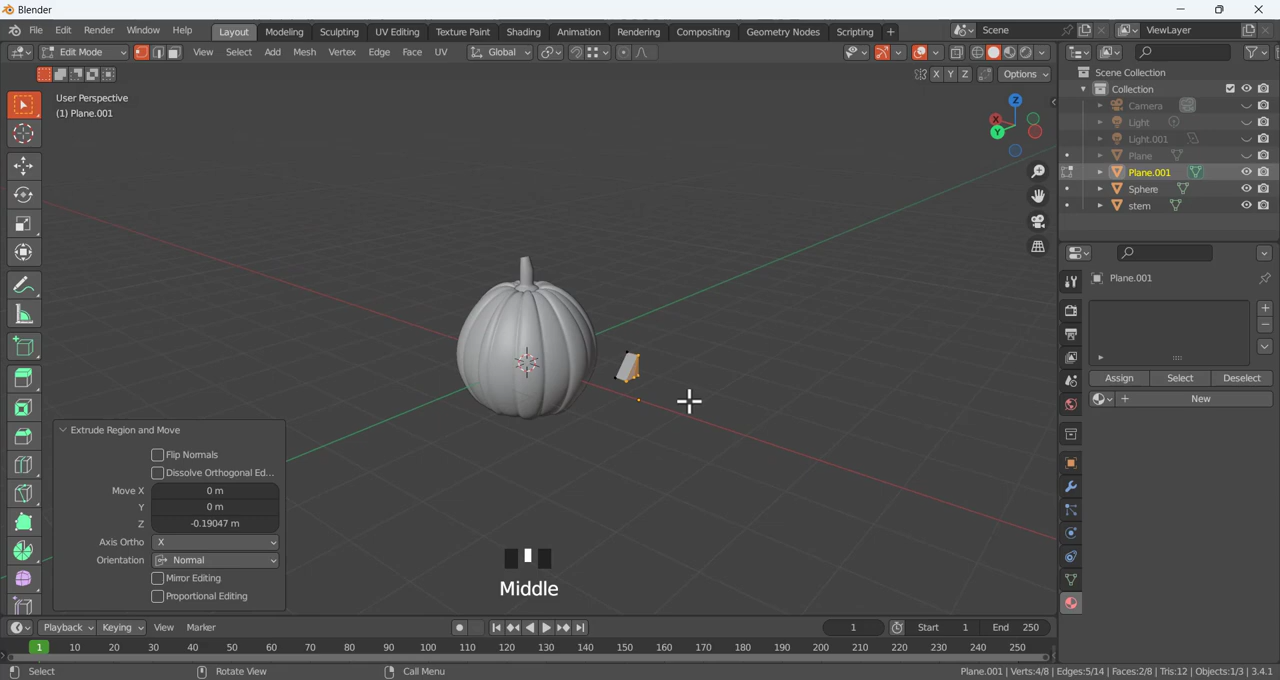 Blender
File Edit Render Window Help Layout Modeling Sculpting UV Editing Texture Paint Shading Animation Rendering Compositing Geometry Nodes Scripting + Scene ViewLayer
Edit Mode View Select Add Mesh Vertex Edge Face UV Global
X Y Z Options
User Perspective
(1) Plane.001
Z
X
Y
Scene Collection
Collection
Camera
Light
Light.001
Plane
Plane.001
Sphere
stem
Plane.001
Assign Select Deselect
New
Extrude Region and Move
Flip Normals
Dissolve Orthogonal Ed...
Move X 0 m
Y 0 m
Z -0.19047 m
Axis Ortho X
Orientation Normal
Mirror Editing
Proportional Editing
Middle
Playback Keying View Marker 1 Start 1 End 250
1 10 20 30 40 50 60 70 80 90 100 110 120 130 140 150 160 170 180 190 200 210 220 230 240 250
Select Rotate View Call Menu Plane.001 | Verts:4/8 | Edges:5/14 | Faces:2/8 | Tris:12 | Objects:1/3 | 3.4.1